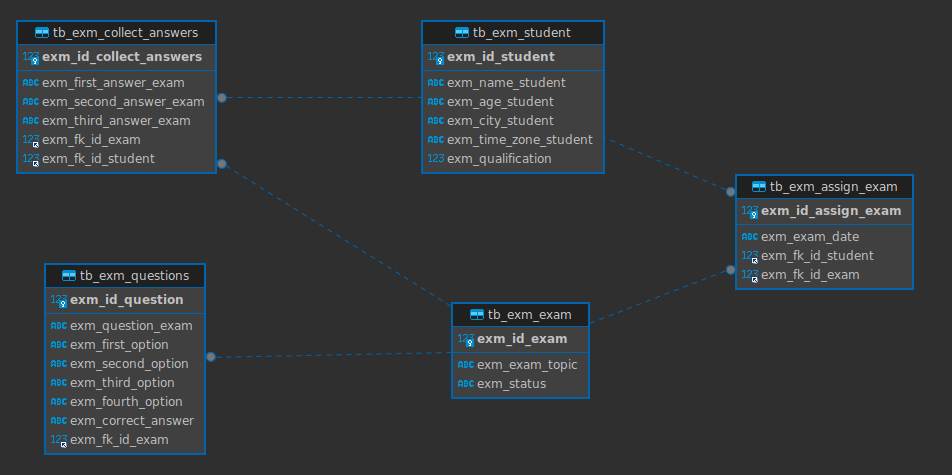 tb_exm_collect_answers
123 exm_id_collect_answers
ABC exm_first_answer_exam
ABC exm_second_answer_exam
ABC exm_third_answer_exam
123 exm_fk_id_exam
123 exm_fk_id_student
tb_exm_student
123 exm_id_student
ABC exm_name_student
ABC exm_age_student
ABC exm_city_student
ABC exm_time_zone_student
123 exm_qualification
tb_exm_assign_exam
123 exm_id_assign_exam
ABC exm_exam_date
123 exm_fk_id_student
123 exm_fk_id_exam
tb_exm_questions
123 exm_id_question
ABC exm_question_exam
ABC exm_first_option
ABC exm_second_option
ABC exm_third_option
ABC exm_fourth_option
ABC exm_correct_answer
123 exm_fk_id_exam
tb_exm_exam
123 exm_id_exam
ABC exm_exam_topic
ABC exm_status